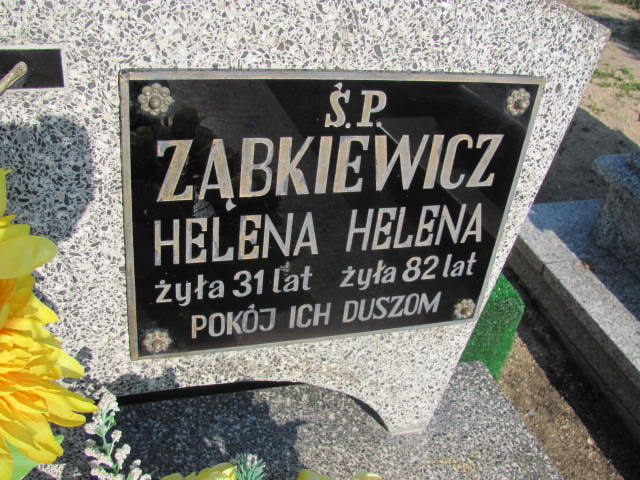 Ś.P.
ZĄBKIEWICZ
HELENA HELENA
żyła 31 lat żyła 82 lat
POKÓJ ICH DUSZOM